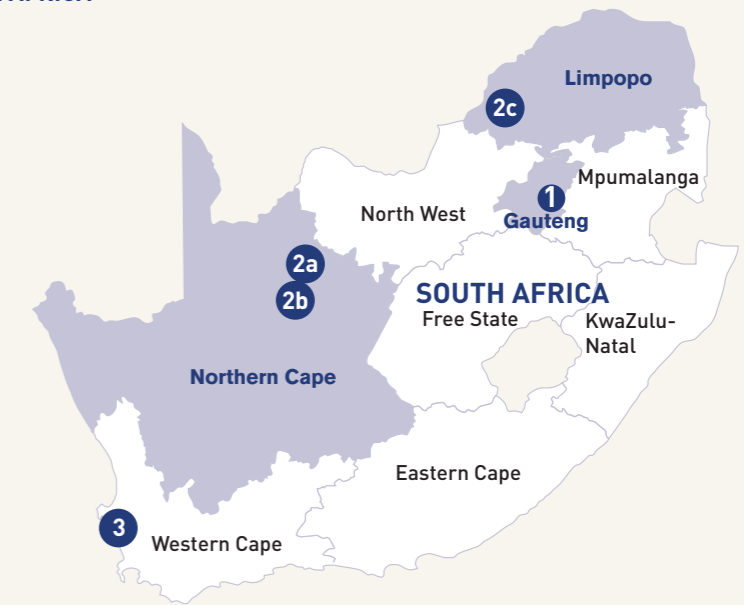 Limpopo
2c
Mpumalanga
1
North West
Gauteng
2a
2b
SOUTH AFRICA
Free State
KwaZulu-
Natal
Northern Cape
Eastern Cape
3
Western Cape